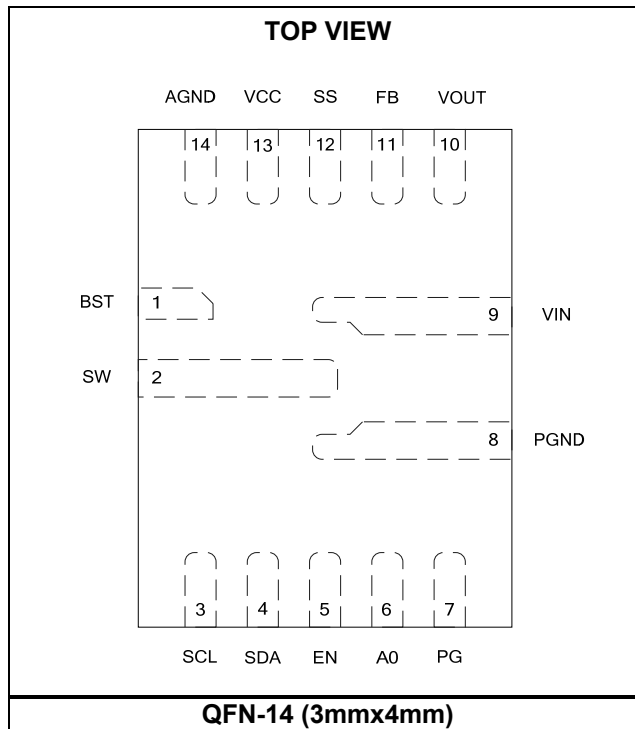 TOP VIEW
AGND VCC SS FB VOUT
14 13 12 11 10
BST 1 9 VIN
SW 2
8 PGND
3 4 5 6 7
SCL SDA EN A0 PG
QFN-14 (3mmx4mm)